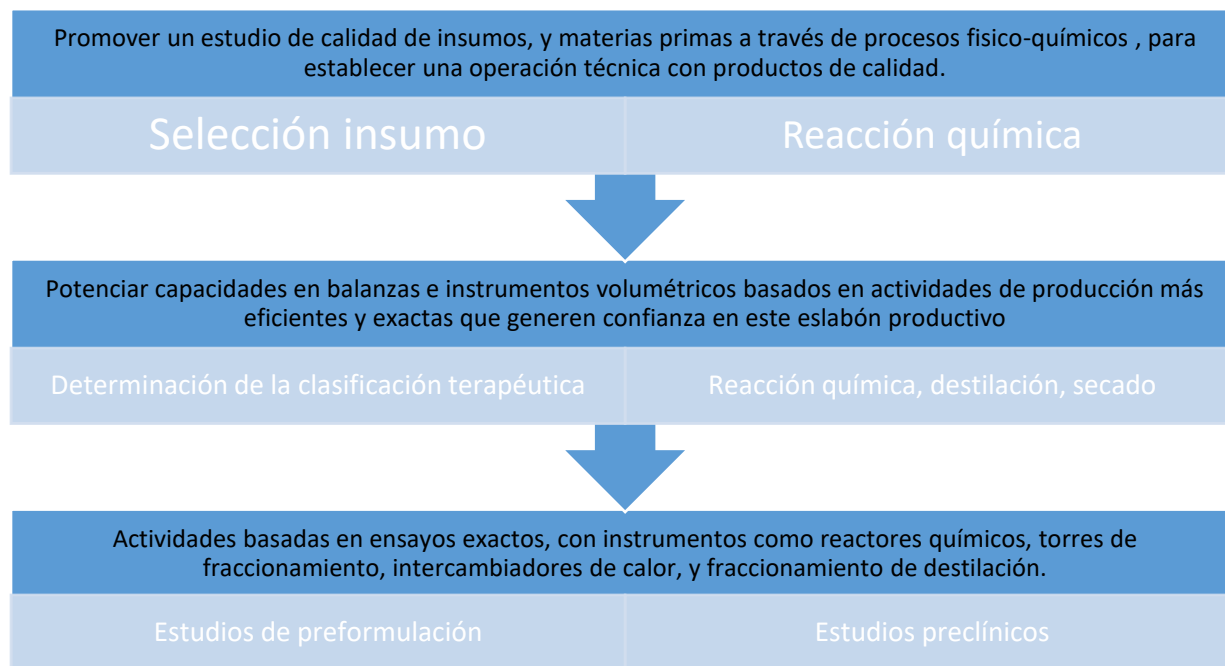 Promover un estudio de calidad de insumos, y materias primas a través de procesos fisico-químicos , para
establecer una operación técnica con productos de calidad.
Selección insumo
Reacción química
Potenciar capacidades en balanzas e instrumentos volumétricos basados en actividades de producción más
eficientes y exactas que generen confianza en este eslabón productivo
Determinación de la clasificación terapéutica
Reacción química, destilación, secado
Actividades basadas en ensayos exactos, con instrumentos como reactores químicos, torres de
fraccionamiento, intercambiadores de calor, y fraccionamiento de destilación.
Estudios de preformulación
Estudios preclínicos